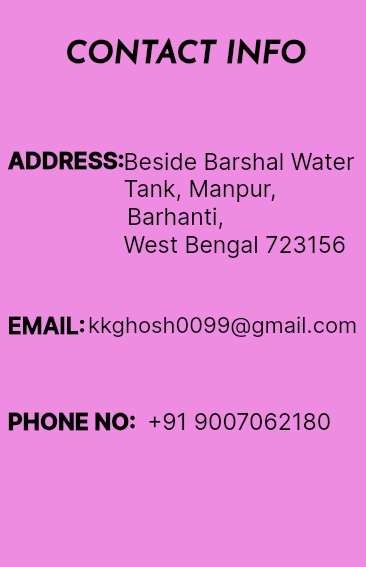 CONTACT INFO
ADDRESS:Beside Barshal Water
Tank, Manpur,
Barhanti,
West Bengal 723156
EMAIL: kkghosh0099@gmail.com
PHONE NO: +91 9007062180